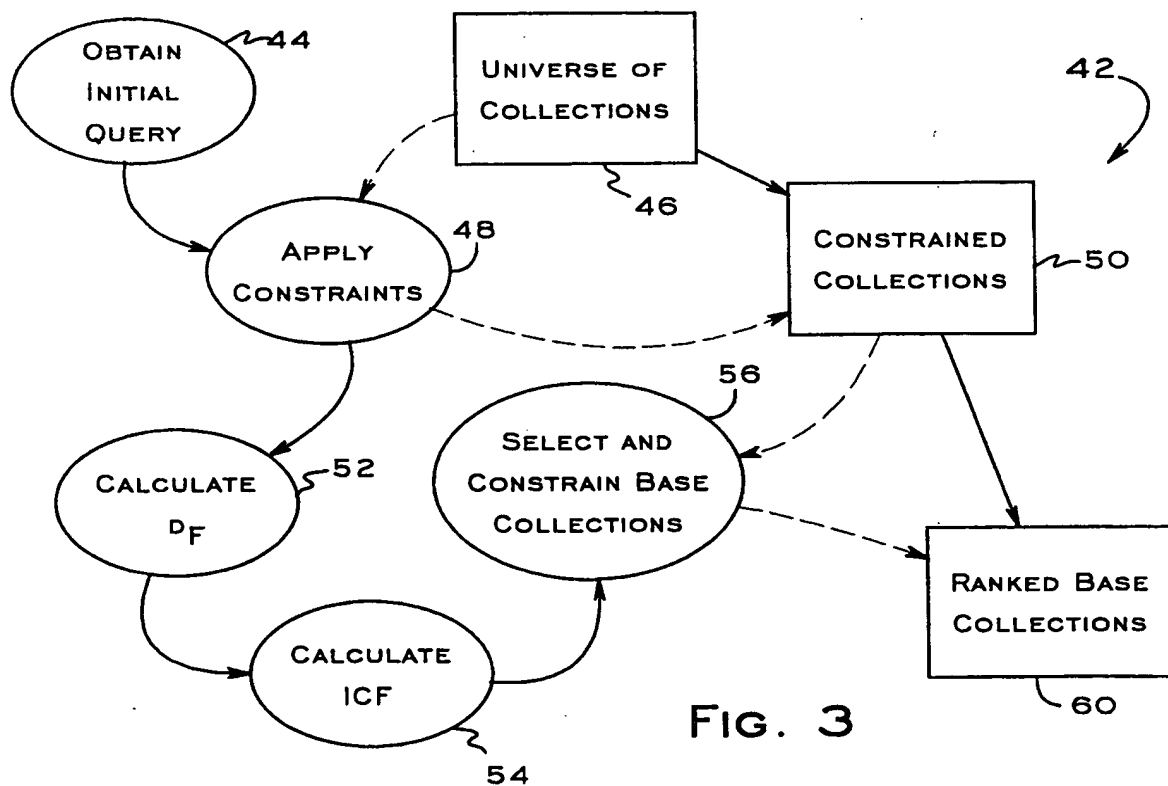 OBTAIN
INITIAL
QUERY
44
UNIVERSE OF
COLLECTIONS
46
42
APPLY
CONSTRAINTS
48
CONSTRAINED
COLLECTIONS
50
CALCULATE
DF
52
56
SELECT AND
CONSTRAIN BASE
COLLECTIONS
CALCULATE
ICF
54
RANKED BASE
COLLECTIONS
60
FIG. 3